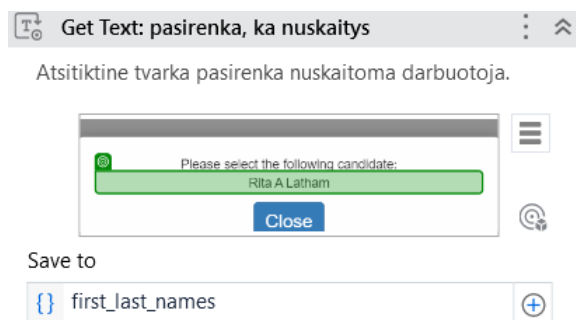 Get Text: pasirenka, ka nuskaitys
Atsitiktine tvarka pasirenka nuskaitoma darbuotoja.
Please select the following candidate:
Rita A Latham
Close
Save to
{} first_last_names